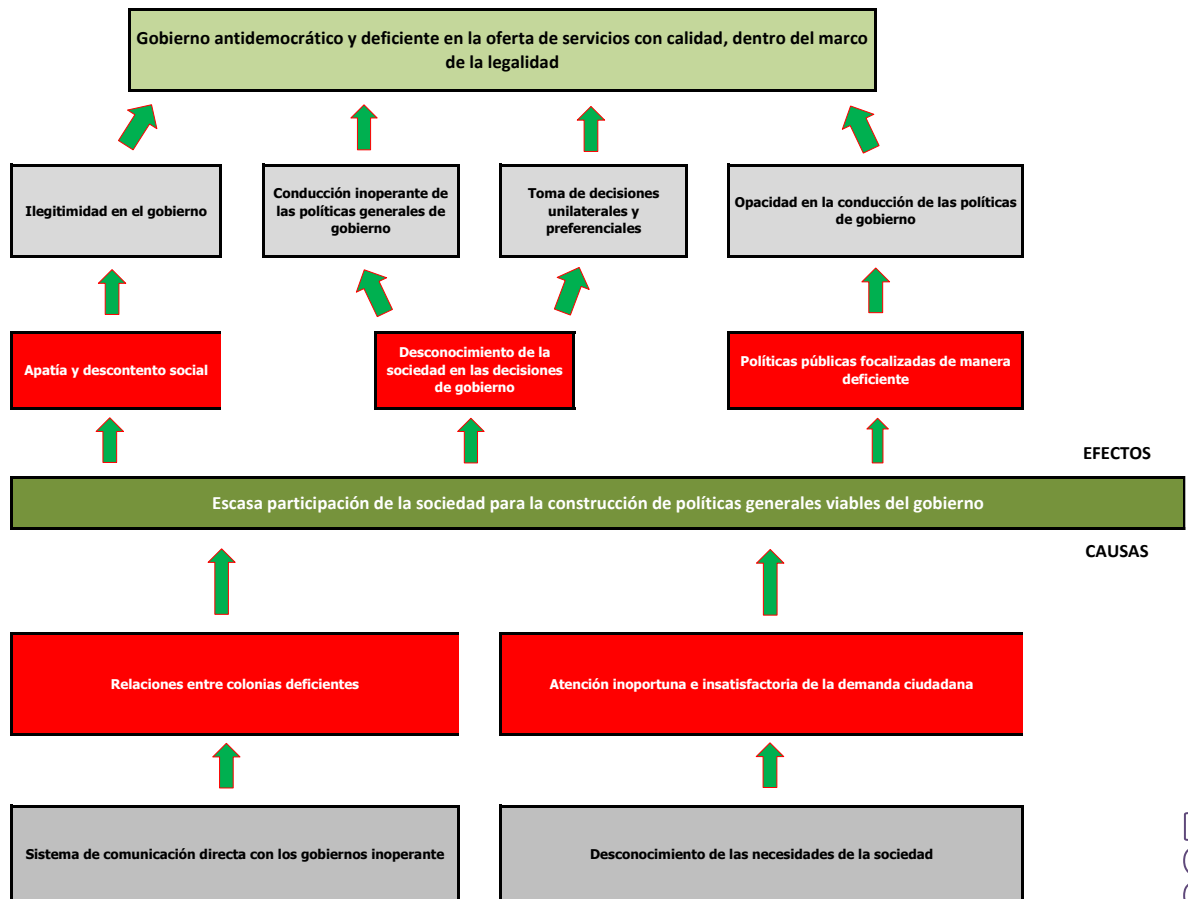 Gobierno antidemocrático y deficiente en la oferta de servicios con calidad, dentro del marco
de la legalidad
Ilegitimidad en el gobierno
Conducción inoperante de
las políticas generales de
gobierno
Toma de decisiones
unilaterales y
preferenciales
Opacidad en la conducción de las políticas
de gobierno
Apatía y descontento social
Desconocimiento de la
sociedad en las decisiones
de gobierno
Políticas públicas focalizadas de manera
deficiente
EFECTOS
Escasa participación de la sociedad para la construcción de políticas generales viables del gobierno
CAUSAS
Relaciones entre colonias deficientes
Atención inoportuna e insatisfactoria de la demanda ciudadana
Sistema de comunicación directa con los gobiernos inoperante
Desconocimiento de las necesidades de la sociedad